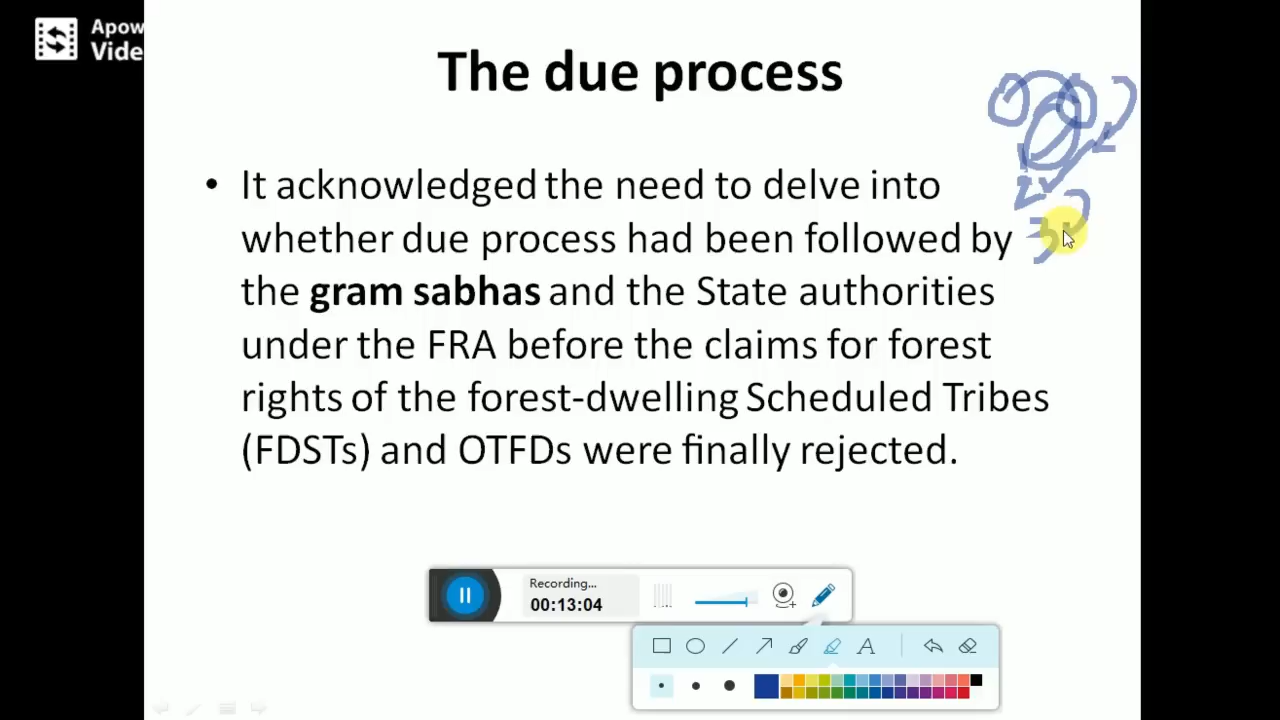 Apow
Vide
The due process
• It acknowledged the need to delve into
whether due process had been followed by
the gram sabhas and the State authorities
under the FRA before the claims for forest
rights of the forest-dwelling Scheduled Tribes
(FDSTs) and OTFDs were finally rejected.
Recording...
00:13:04
A